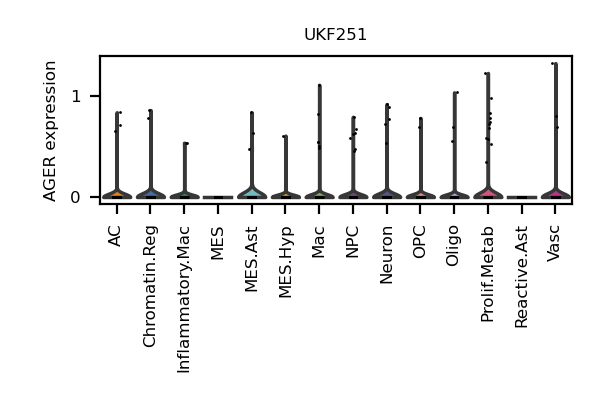 UKF251
AGER expression
1
0
AC
Chromatin.Reg
Inflammatory.Mac
MES
MES.Ast
MES.Hyp
Mac
NPC
Neuron
OPC
Oligo
Prolif.Metab
Reactive.Ast
Vasc